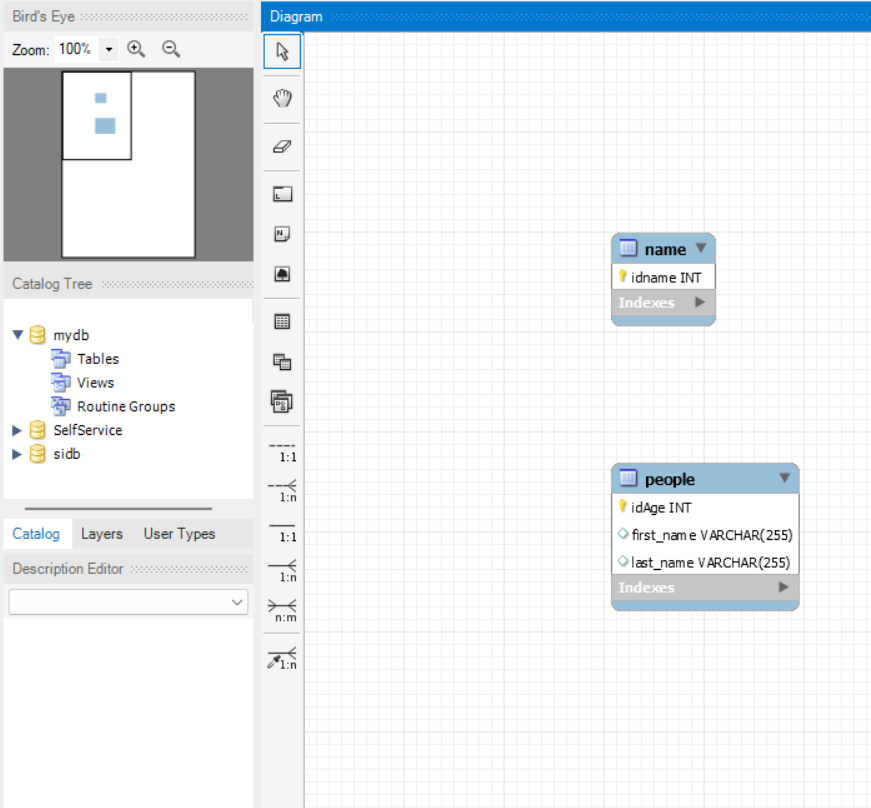 Bird's Eye
Zoom: 100%
Catalog Tree
mydb
Tables
Views
Routine Groups
SelfService
sidb
Catalog Layers User Types
Description Editor
Diagram
L
N
1:1
1:n
1:1
1:n
n:m
1:n
name
idname INT
Indexes
people
idAge INT
first_name VARCHAR(255)
last_name VARCHAR(255)
Indexes